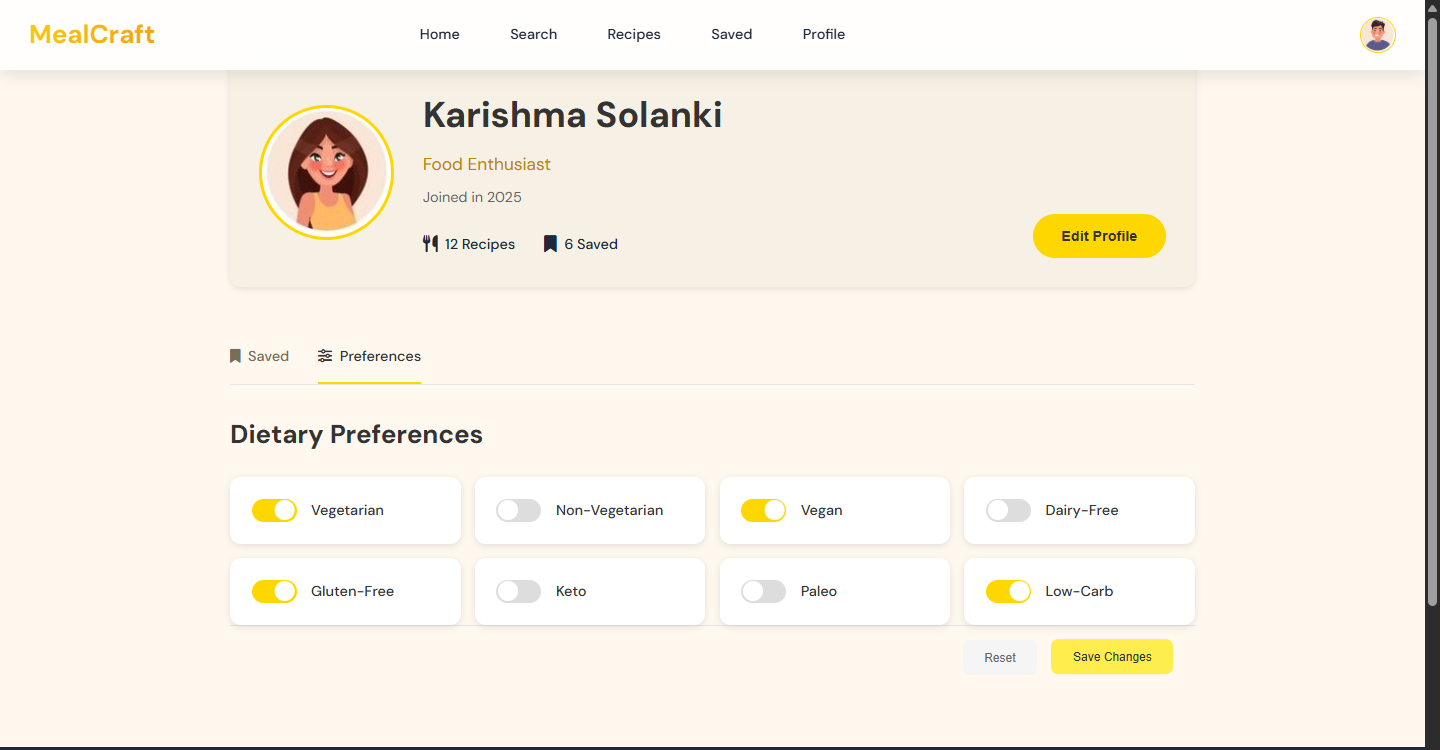 MealCraft
Home Search Recipes Saved Profile
Karishma Solanki
Food Enthusiast
Joined in 2025
12 Recipes 6 Saved
Edit Profile
Saved Preferences
Dietary Preferences
Vegetarian Non-Vegetarian Vegan Dairy-Free
Gluten-Free Keto Paleo Low-Carb
Reset Save Changes